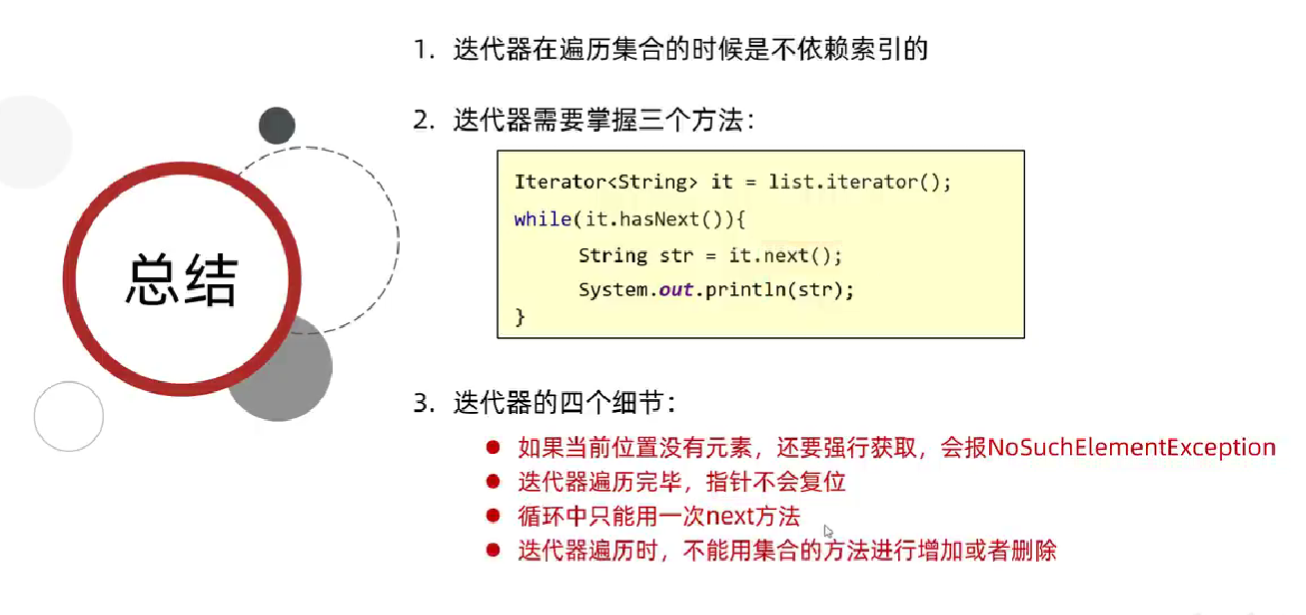 1. 迭代器在遍历集合的时候是不依赖索引的
2. 迭代器需要掌握三个方法：
Iterator<String> it = list.iterator();
while(it.hasNext()){
String str = it.next();
System.out.println(str);
}
总结
3. 迭代器的四个细节：
● 如果当前位置没有元素，还要强行获取，会报NoSuchElementException
● 迭代器遍历完毕，指针不会复位
● 循环中只能用一次next方法
● 迭代器遍历时，不能用集合的方法进行增加或者删除